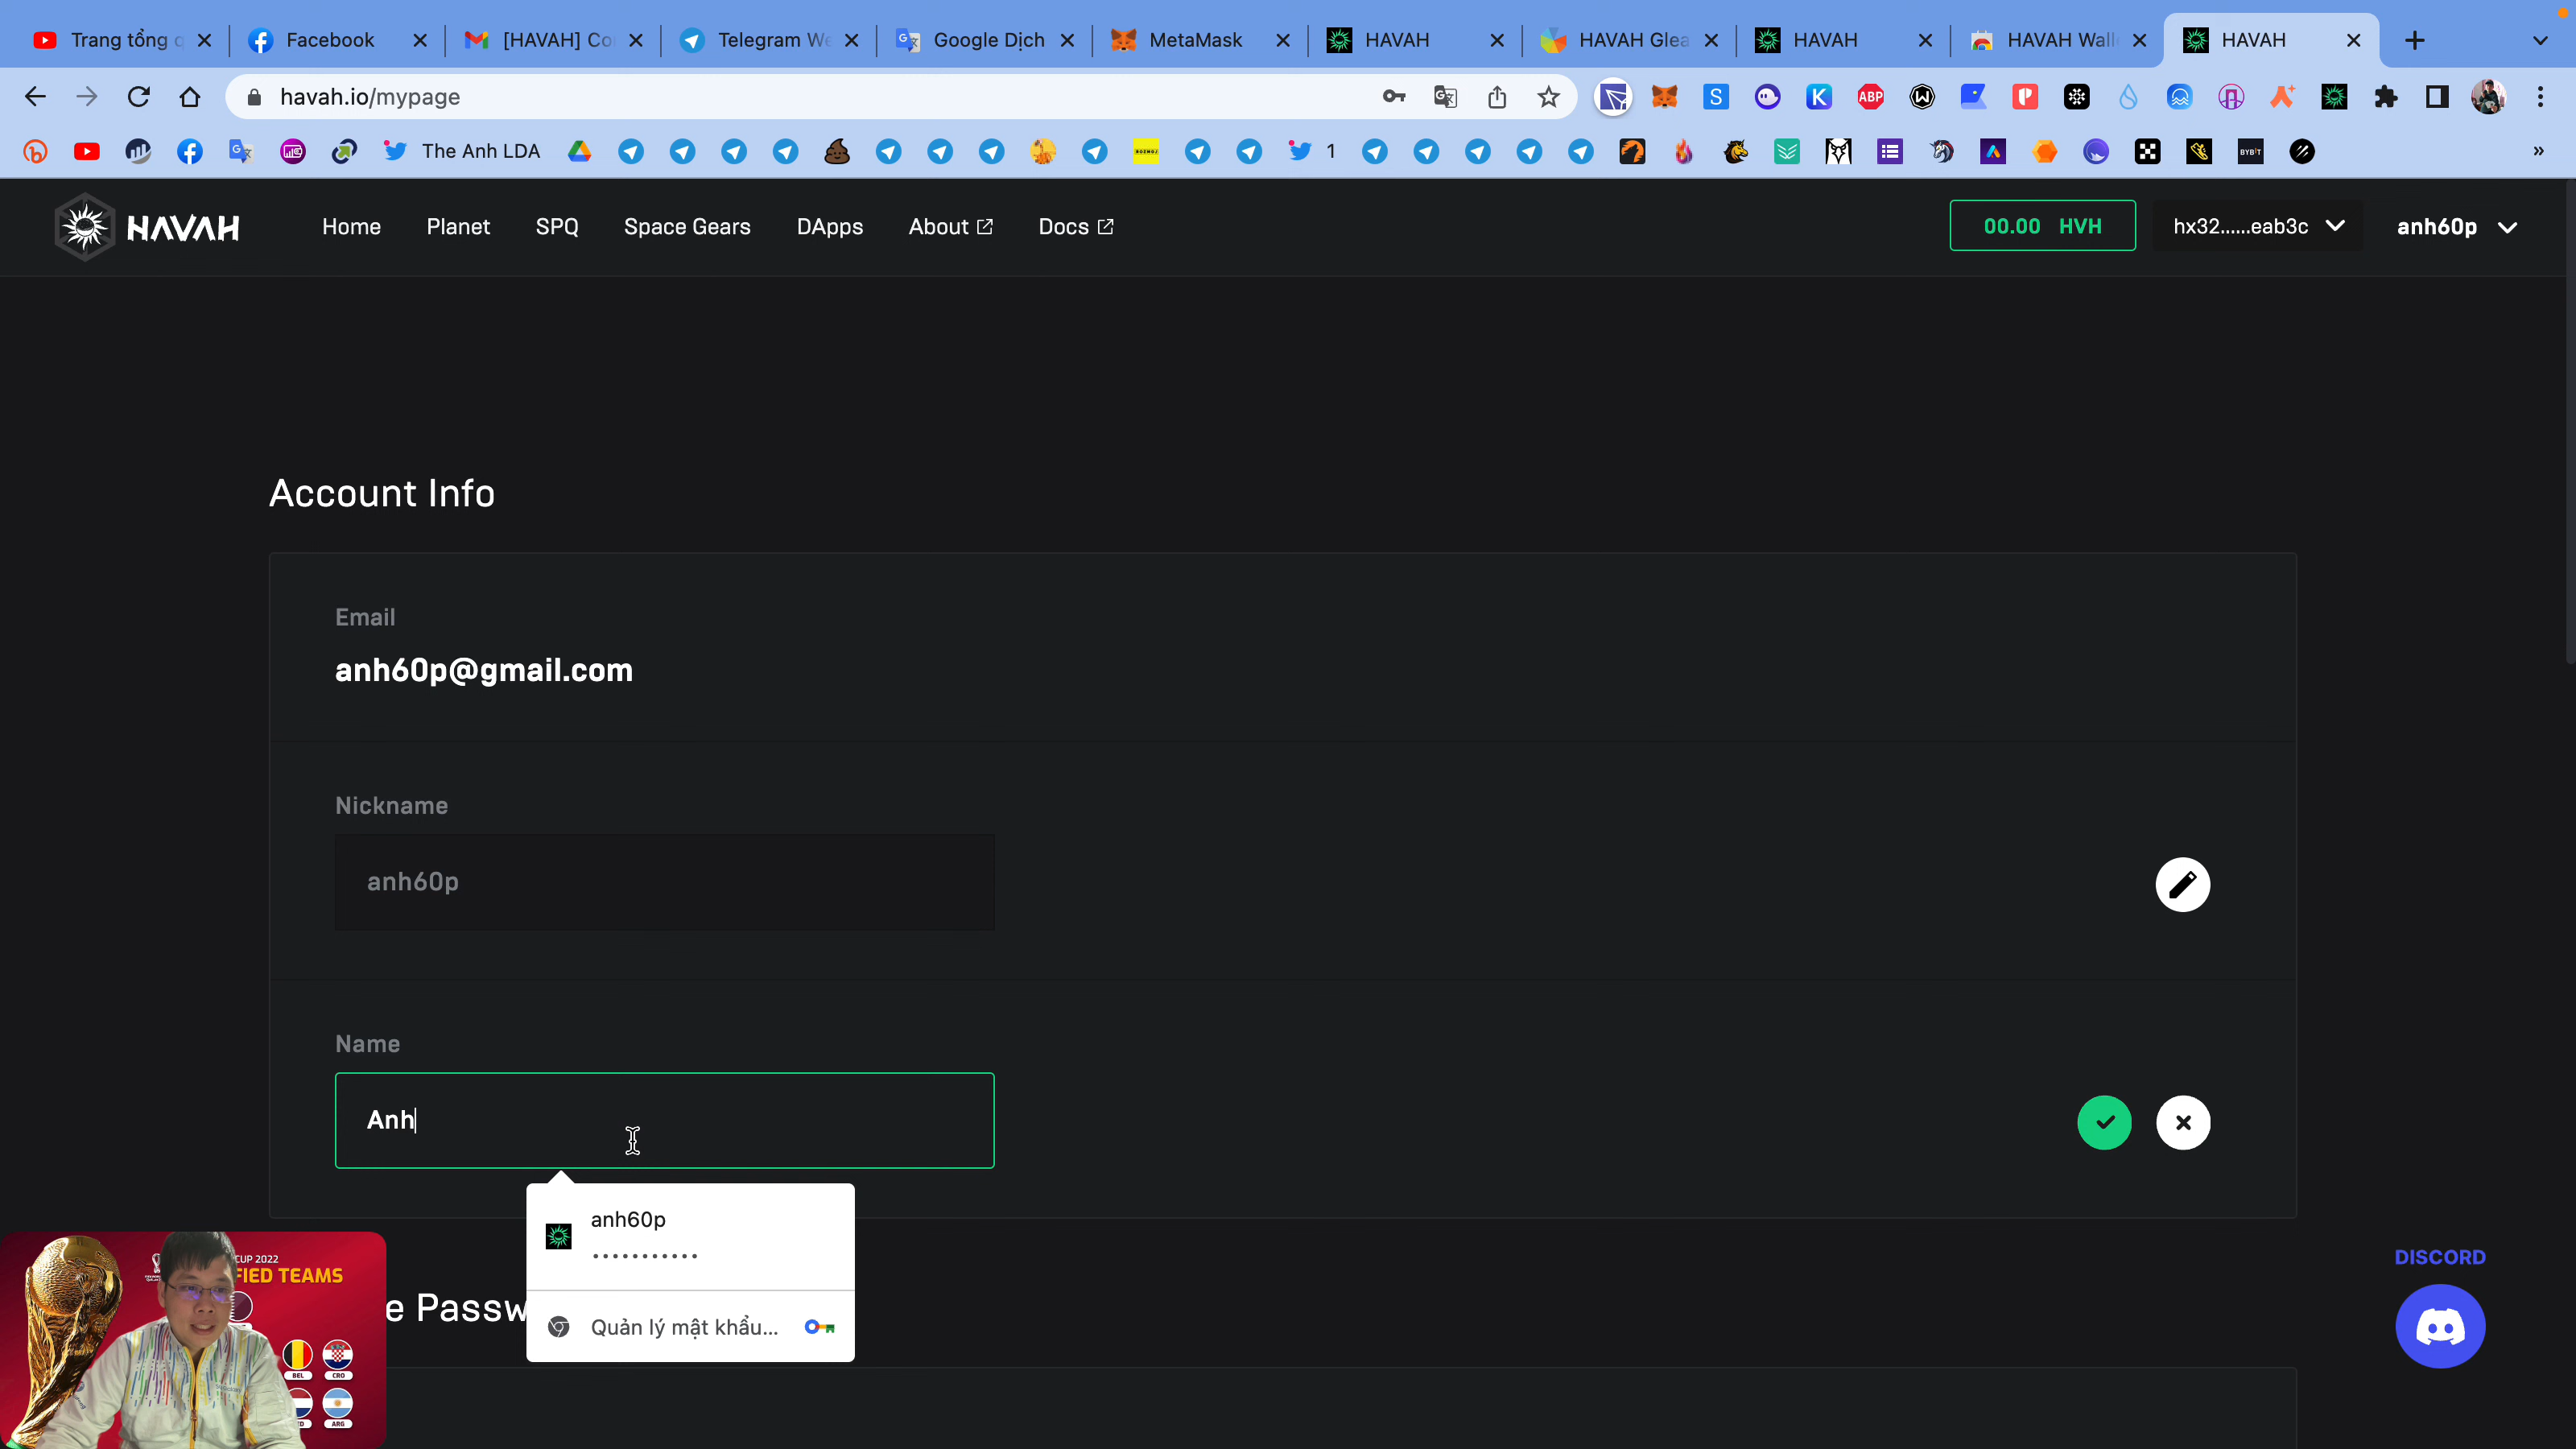 Trang tổng q
Facebook
[HAVAH] Co
Telegram We
Google Dịch
MetaMask
HAVAH
HAVAH Glea
HAVAH
HAVAH Wall
HAVAH
havah.io/mypage
The Anh LDA
1
HAVAH
Home
Planet
SPQ
Space Gears
DApps
About
Docs
00.00 HVH
hx32......eab3c
anh60p
Account Info
Email
anh60p@gmail.com
Nickname
anh60p
Name
Anh
anh60p
...........
Quản lý mật khẩu...
e Passw
CUP 2022
FIED TEAMS
BEL
CRO
ARG
DISCORD